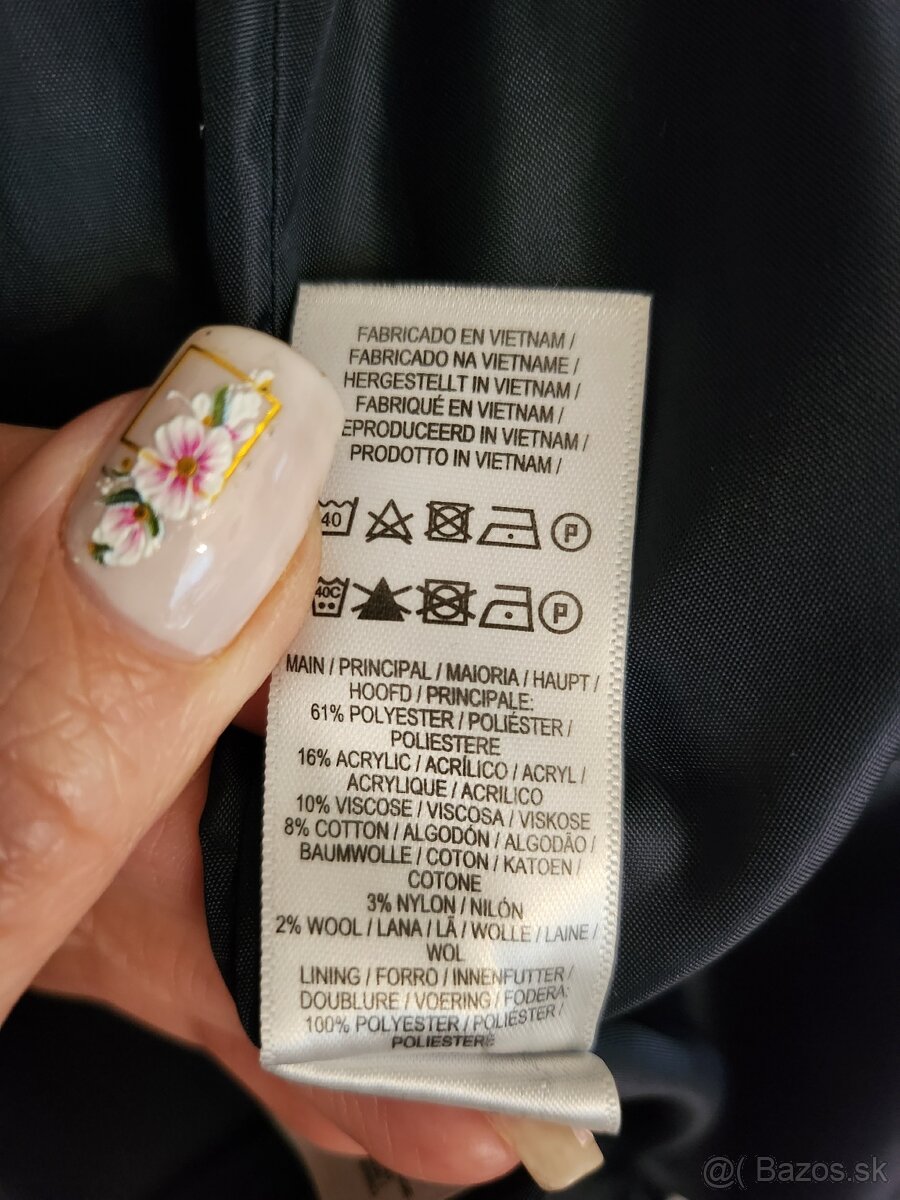 FABRICADO EN VIETNAM /
FABRICADO NA VIETNAME /
HERGESTELLT IN VIETNAM /
FABRIQUÉ EN VIETNAM /
EPRODUCEERD IN VIETNAM /
PRODOTTO IN VIETNAM /
40 P
40C P
MAIN / PRINCIPAL / MAIORIA / HAUPT /
HOOFD / PRINCIPALE:
61% POLYESTER / POLIÉSTER /
POLIESTERE
16% ACRYLIC / ACRÍLICO / ACRYL /
ACRYLIQUE / ACRILICO
10% VISCOSE / VISCOSA / VISKOSE
8% COTTON / ALGODÓN / ALGODÃO /
BAUMWOLLE / COTON / KATOEN /
COTONE
3% NYLON / NILÓN
2% WOOL / LANA / LÃ / WOLLE / LAINE /
WOL
LINING / FORRO / INNENFUTTER /
DOUBLURE / VOERING / FODERA:
100% POLYESTER / POLIÉSTER /
POLIESTERE
@( Bazos.sk